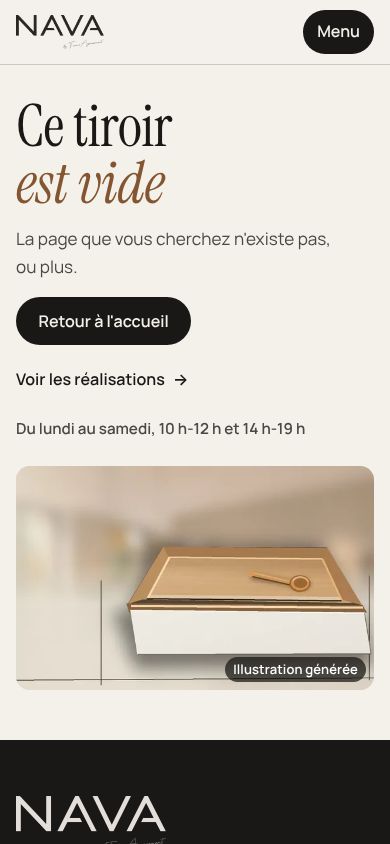 NAVA
Menu
Ce tiroir
est vide
La page que vous cherchez n'existe pas,
ou plus.
Retour à l'accueil
Voir les réalisations →
Du lundi au samedi, 10 h-12 h et 14 h-19 h
Illustration générée
NAVA